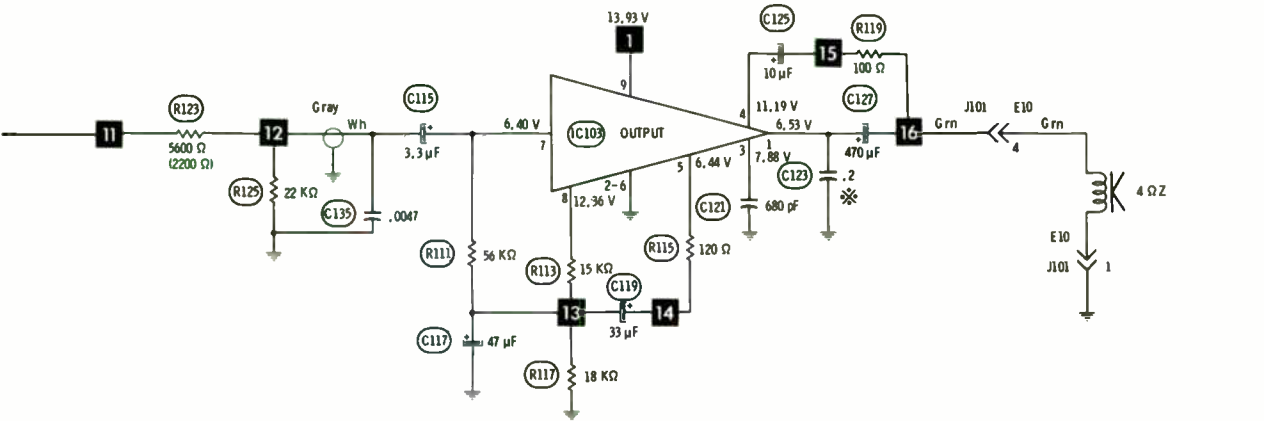 13.93 V
1
C125
15
R119
10 µF
100 Ω
R123
Gray
C115
9
4
11.19 V
C127
J101
E10
11
12
Wh
6.40 V
IC103
OUTPUT
6.53 V
16
Grn
Grn
5600 Ω
(2200 Ω)
3.3 µF
7
1
3
7.88 V
470 µF
4
2-6
5
6.44 V
R125
22 KΩ
C135
.0047
8
12.36 V
C121
680 pF
C123
.2
※
4 Ω Z
R111
56 KΩ
R113
15 KΩ
R115
120 Ω
E10
J101
1
C119
13
14
33 µF
C117
47 µF
R117
18 KΩ